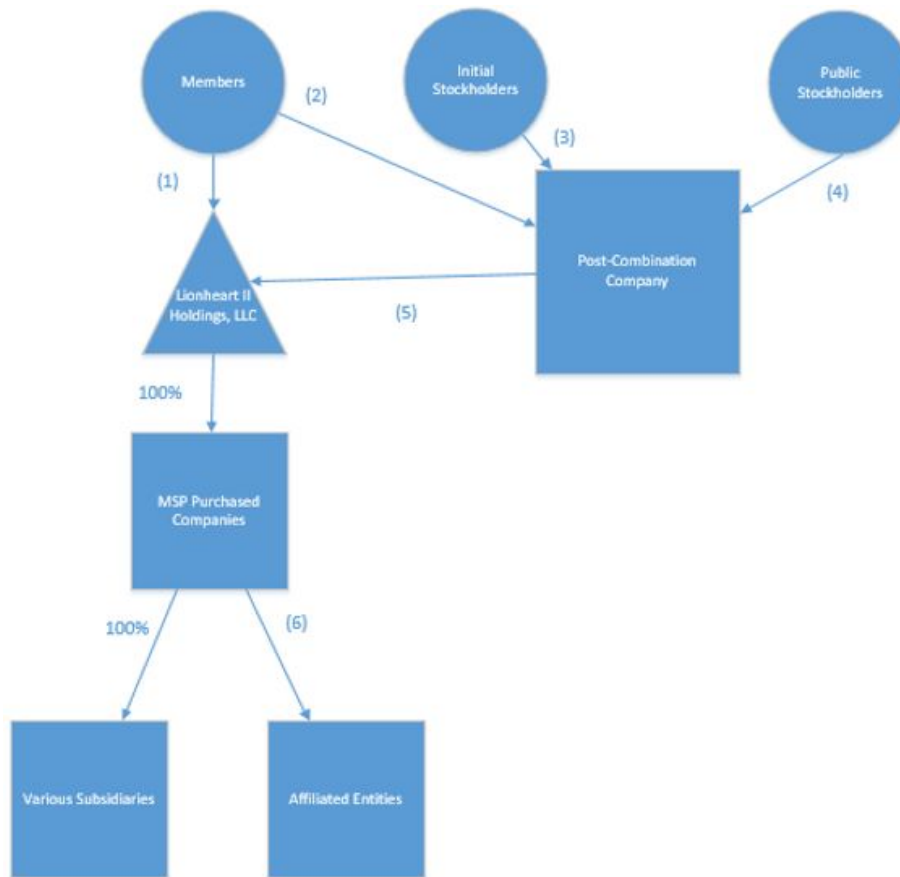 Members
Initial
Stockholders
Public
Stockholders
(2)
(3)
(1)
(4)
Post-Combination
Company
Lionheart II
Holdings, LLC
(5)
100%
MSP Purchased
Companies
100%
(6)
Various Subsidiaries
Affiliated Entities